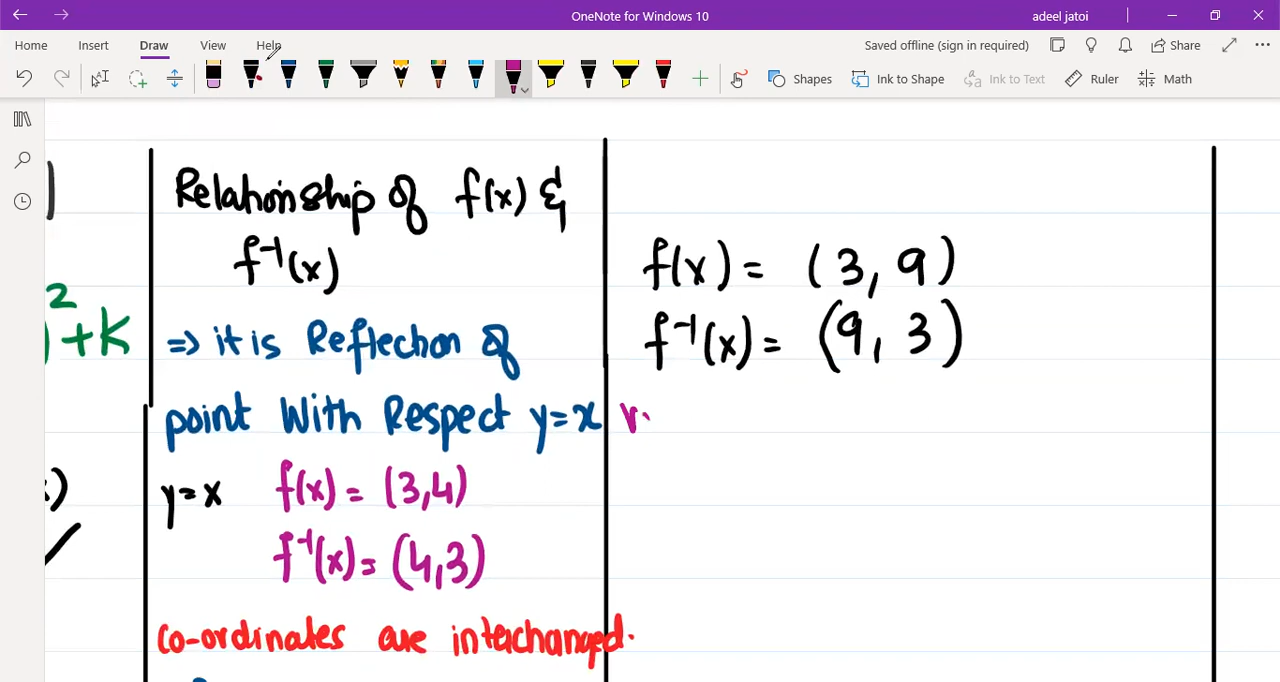 OneNote for Windows 10
adeel jatoi
Home Insert Draw View Help
Saved offline (sign in required)
Share
Shapes
Ink to Shape
Ink to Text
Ruler
Math
Relationship of f(x) &
f⁻¹(x)
⇒ it is Reflection of
point With Respect y=x
y=x f(x) = (3,4)
f⁻¹(x) = (4,3)
co-ordinates are interchanged.
)² + K
f(x) = (3, 9)
f⁻¹(x) = (9, 3)